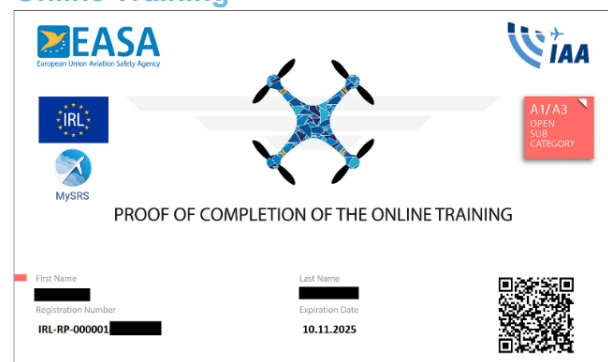 Online Training
EASA
European Union Aviation Safety Agency
IAA
IRL
A1/A3
OPEN
SUB
CATEGORY
MySRS
PROOF OF COMPLETION OF THE ONLINE TRAINING
First Name
Last Name
Registration Number
Expiration Date
IRL-RP-000001
10.11.2025